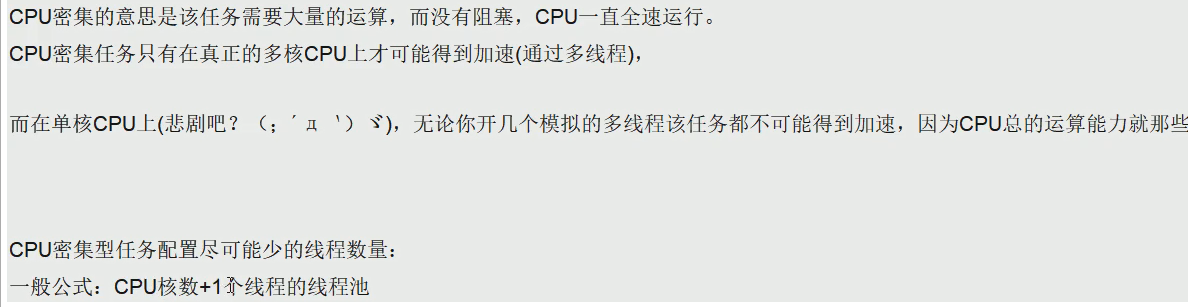 CPU密集的意思是该任务需要大量的运算，而没有阻塞，CPU一直全速运行。
CPU密集任务只有在真正的多核CPU上才可能得到加速(通过多线程)，
而在单核CPU上(悲剧吧？（；´д｀）ゞ)，无论你开几个模拟的多线程该任务都不可能得到加速，因为CPU总的运算能力就那些
CPU密集型任务配置尽可能少的线程数量：
一般公式：CPU核数+1个线程的线程池